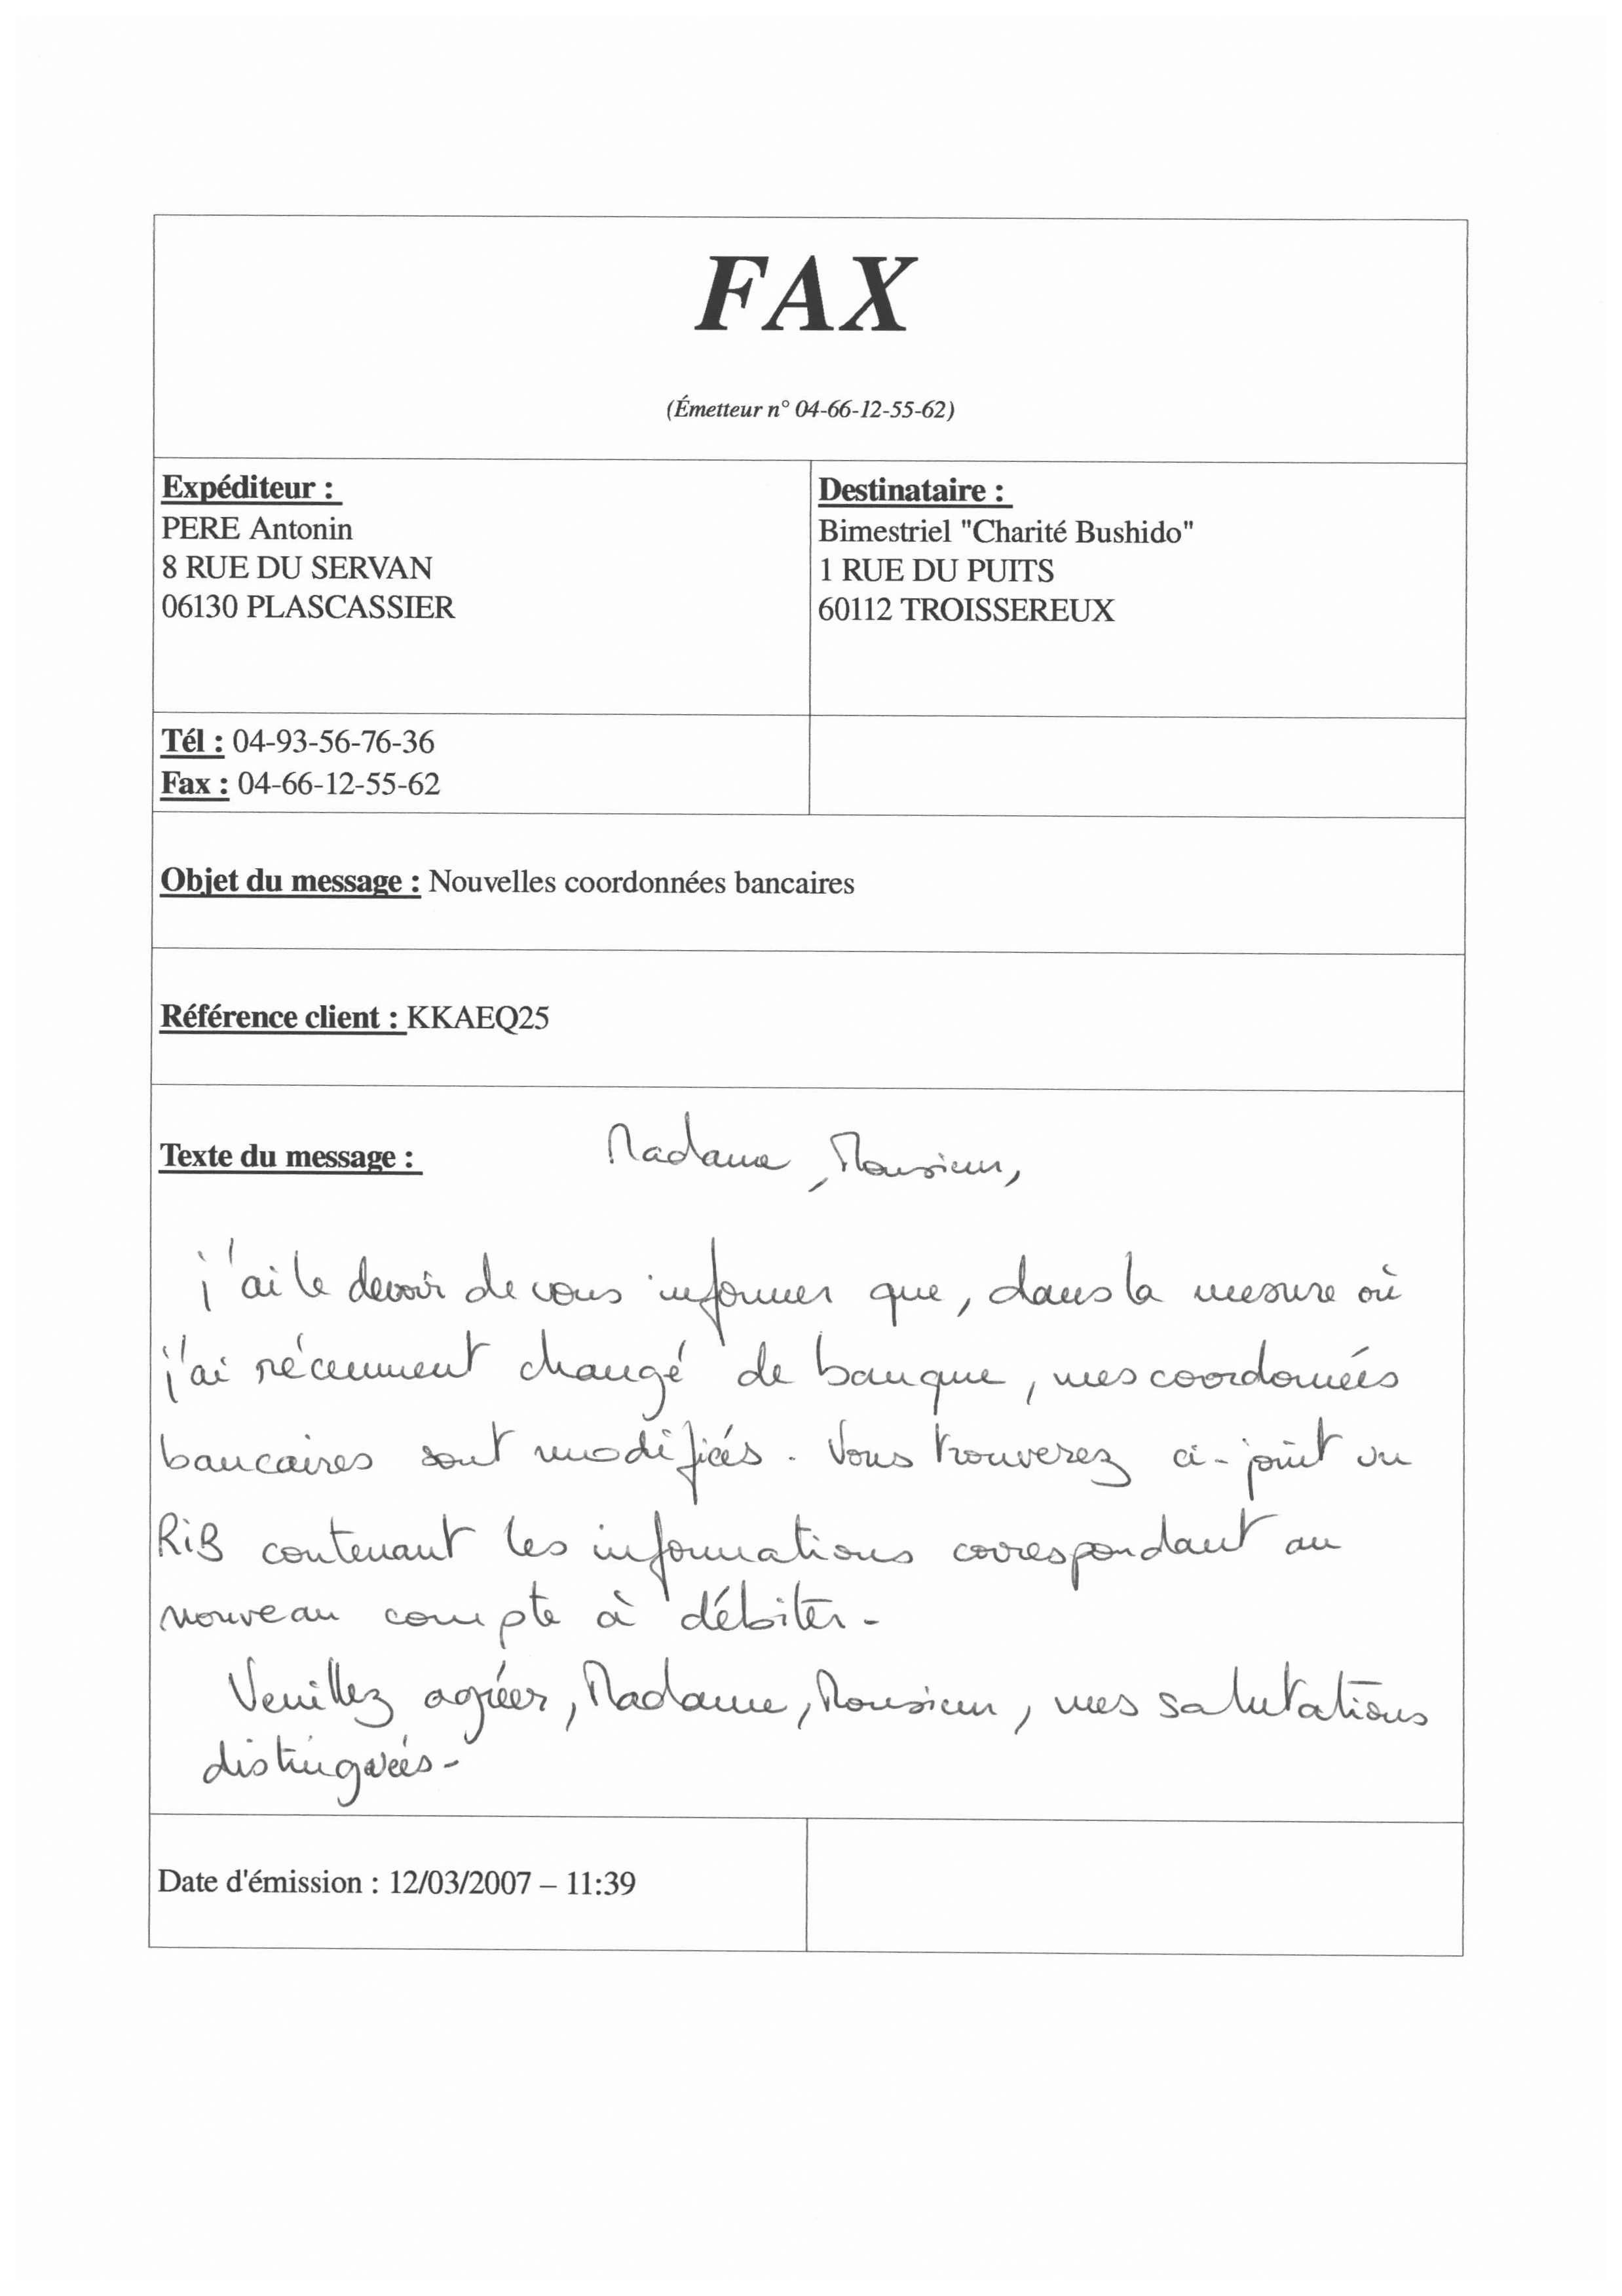 FAX
(Émetteur n° 04-66-12-55-62)
Expéditeur :
PERE Antonin
8 RUE DU SERVAN
06130 PLASCASSIER
Destinataire :
Bimestriel "Charité Bushido"
1 RUE DU PUITS
60112 TROISSEREUX
Tél : 04-93-56-76-36
Fax : 04-66-12-55-62
Objet du message : Nouvelles coordonnées bancaires
Référence client : KKAEQ25
Texte du message : Madame, Monsieur,
j'ai le devoir de vous informer que, dans la mesure où
j'ai récemment changé de banque, mes coordonnées
bancaires sont modifiés. Vous trouverez ci-joint un
RiB contenant les informations correspondant au
nouveau compte à débiter.
Veuillez agréer, Madame, Monsieur, mes salutations
distinguées.
Date d'émission : 12/03/2007 – 11:39